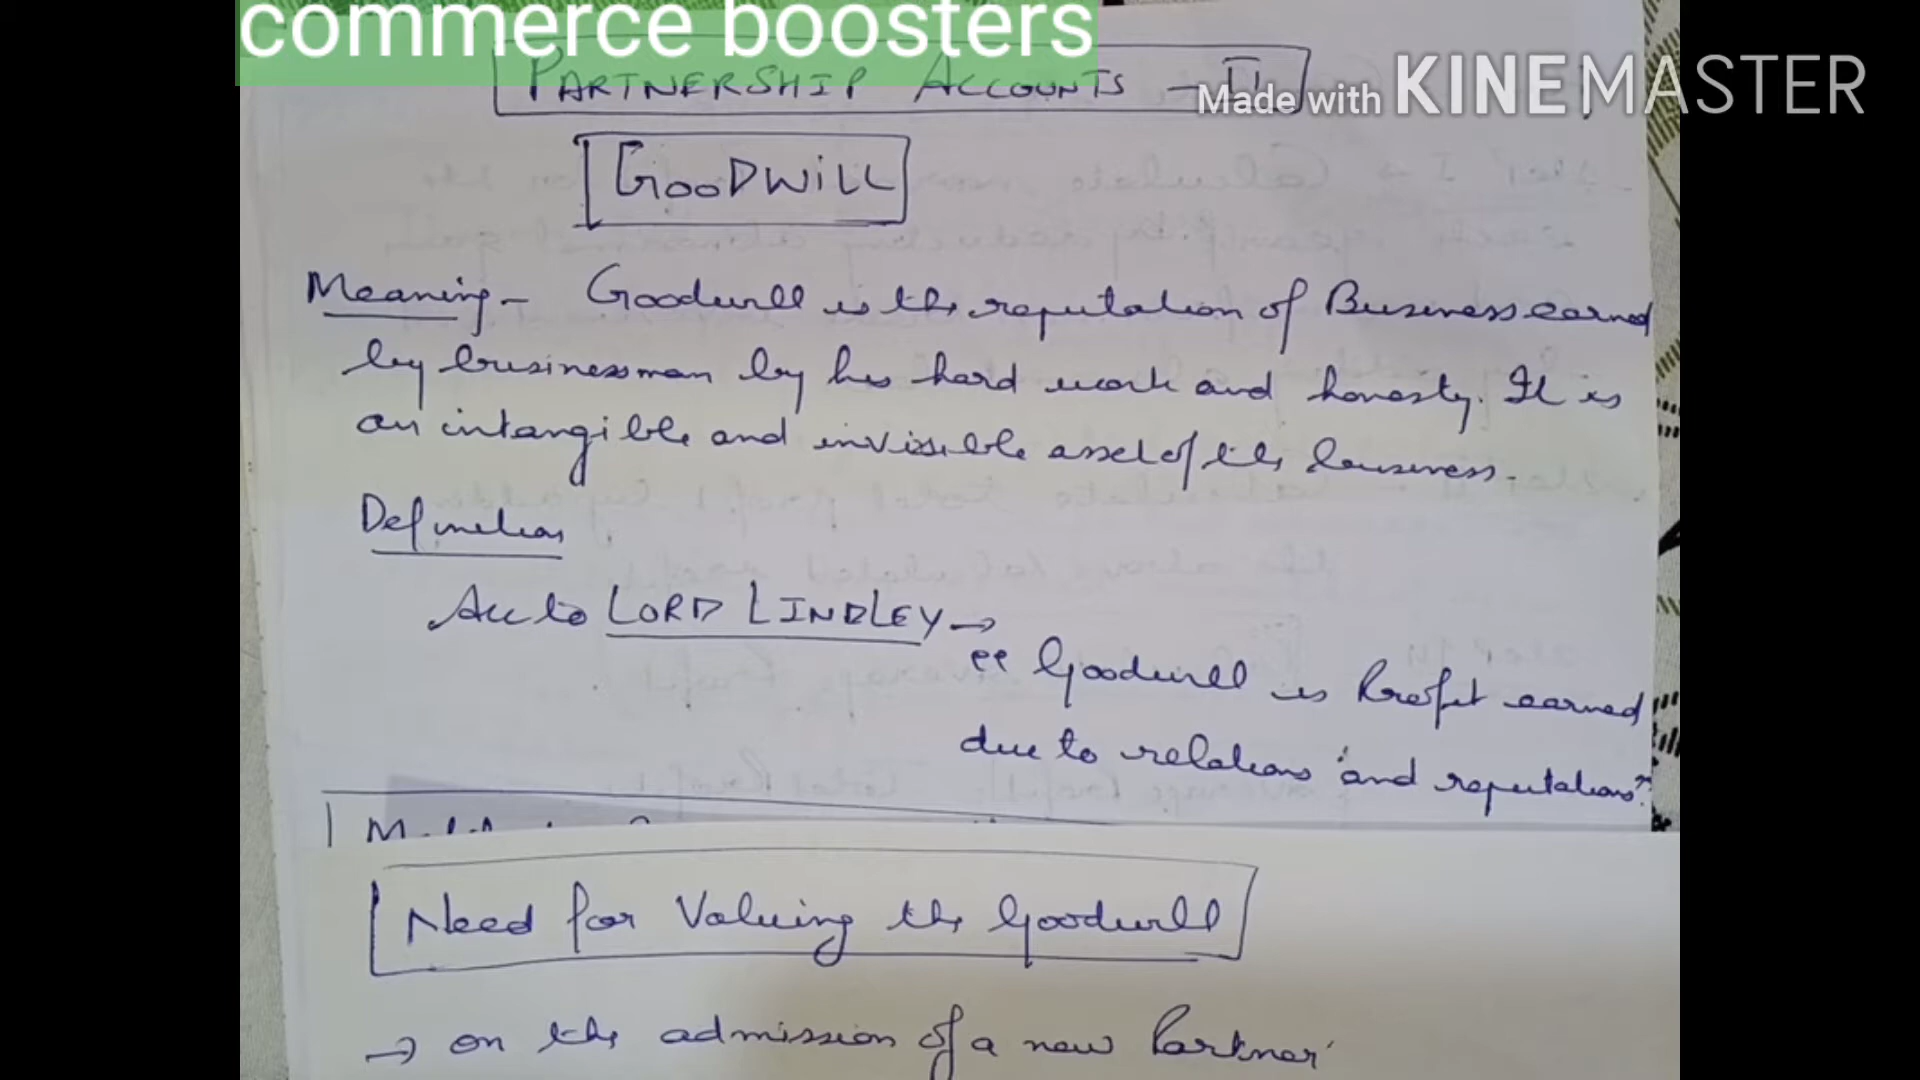 commerce boosters
PARTNERSHIP ACCOUNTS - II
Made with KINEMASTER
GOODWILL
Meaning - Goodwill is the reputation of Business earned
by businessman by his hard work and honesty. It is
an intangible and invisible asset of the business.
Definition
Acc to LORD LINDLEY →
"Goodwill is Profit earned
due to relations and reputations"
Need for Valuing the Goodwill
→ on the admission of a new Partner